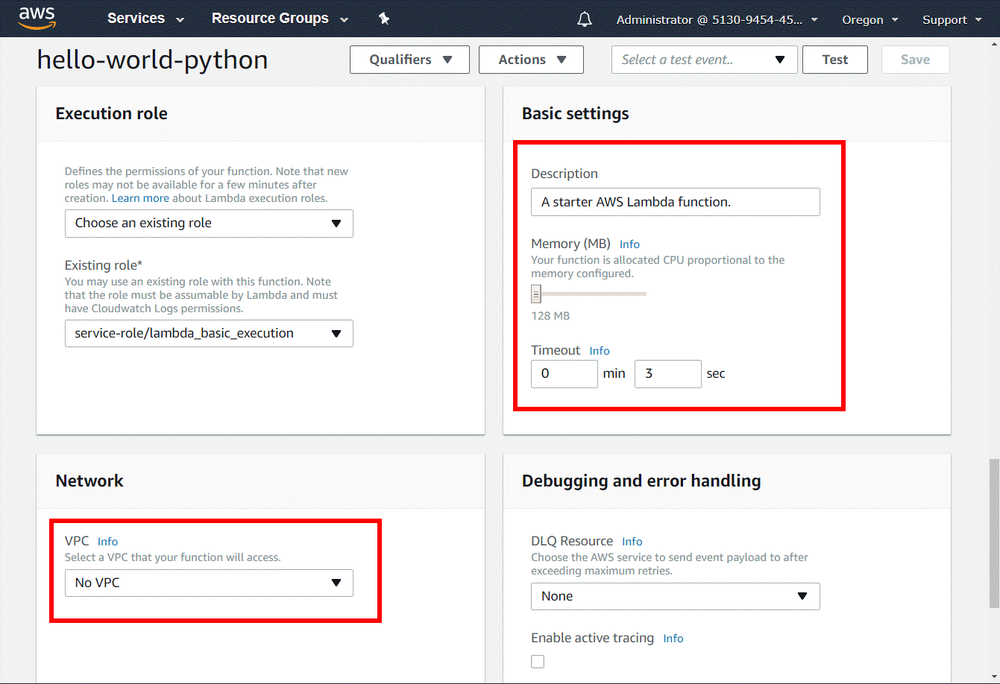 aws Services Resource Groups Administrator @ 5130-9454-45... Oregon Support
hello-world-python Qualifiers Actions Select a test event.. Test Save
Execution role
Defines the permissions of your function. Note that new
roles may not be available for a few minutes after
creation. Learn more about Lambda execution roles.
Choose an existing role
Existing role*
You may use an existing role with this function. Note
that the role must be assumable by Lambda and must
have Cloudwatch Logs permissions.
service-role/lambda_basic_execution
Basic settings
Description
A starter AWS Lambda function.
Memory (MB) Info
Your function is allocated CPU proportional to the
memory configured.
128 MB
Timeout Info
0 min 3 sec
Network
VPC Info
Select a VPC that your function will access.
No VPC
Debugging and error handling
DLQ Resource Info
Choose the AWS service to send event payload to after
exceeding maximum retries.
None
Enable active tracing Info